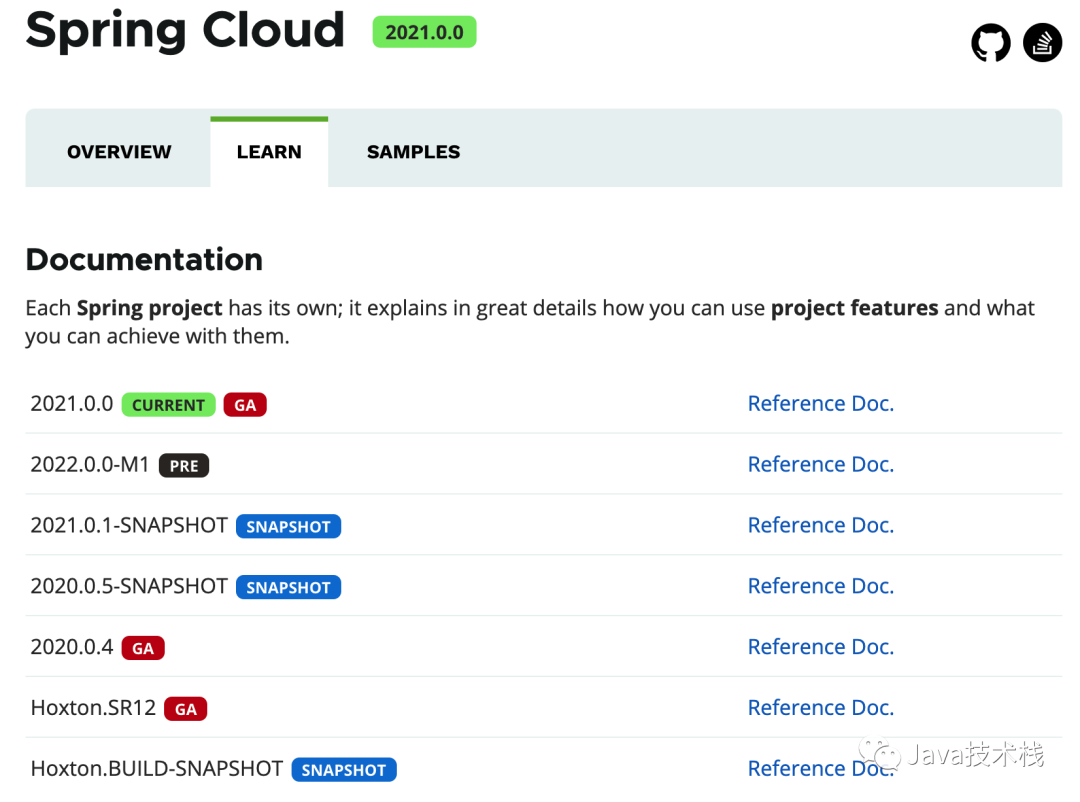 Spring Cloud 2021.0.0
OVERVIEW LEARN SAMPLES
Documentation
Each Spring project has its own; it explains in great details how you can use project features and what
you can achieve with them.
2021.0.0 CURRENT GA Reference Doc.
2022.0.0-M1 PRE Reference Doc.
2021.0.1-SNAPSHOT SNAPSHOT Reference Doc.
2020.0.5-SNAPSHOT SNAPSHOT Reference Doc.
2020.0.4 GA Reference Doc.
Hoxton.SR12 GA Reference Doc.
Hoxton.BUILD-SNAPSHOT SNAPSHOT Reference Doc.
Java技术栈